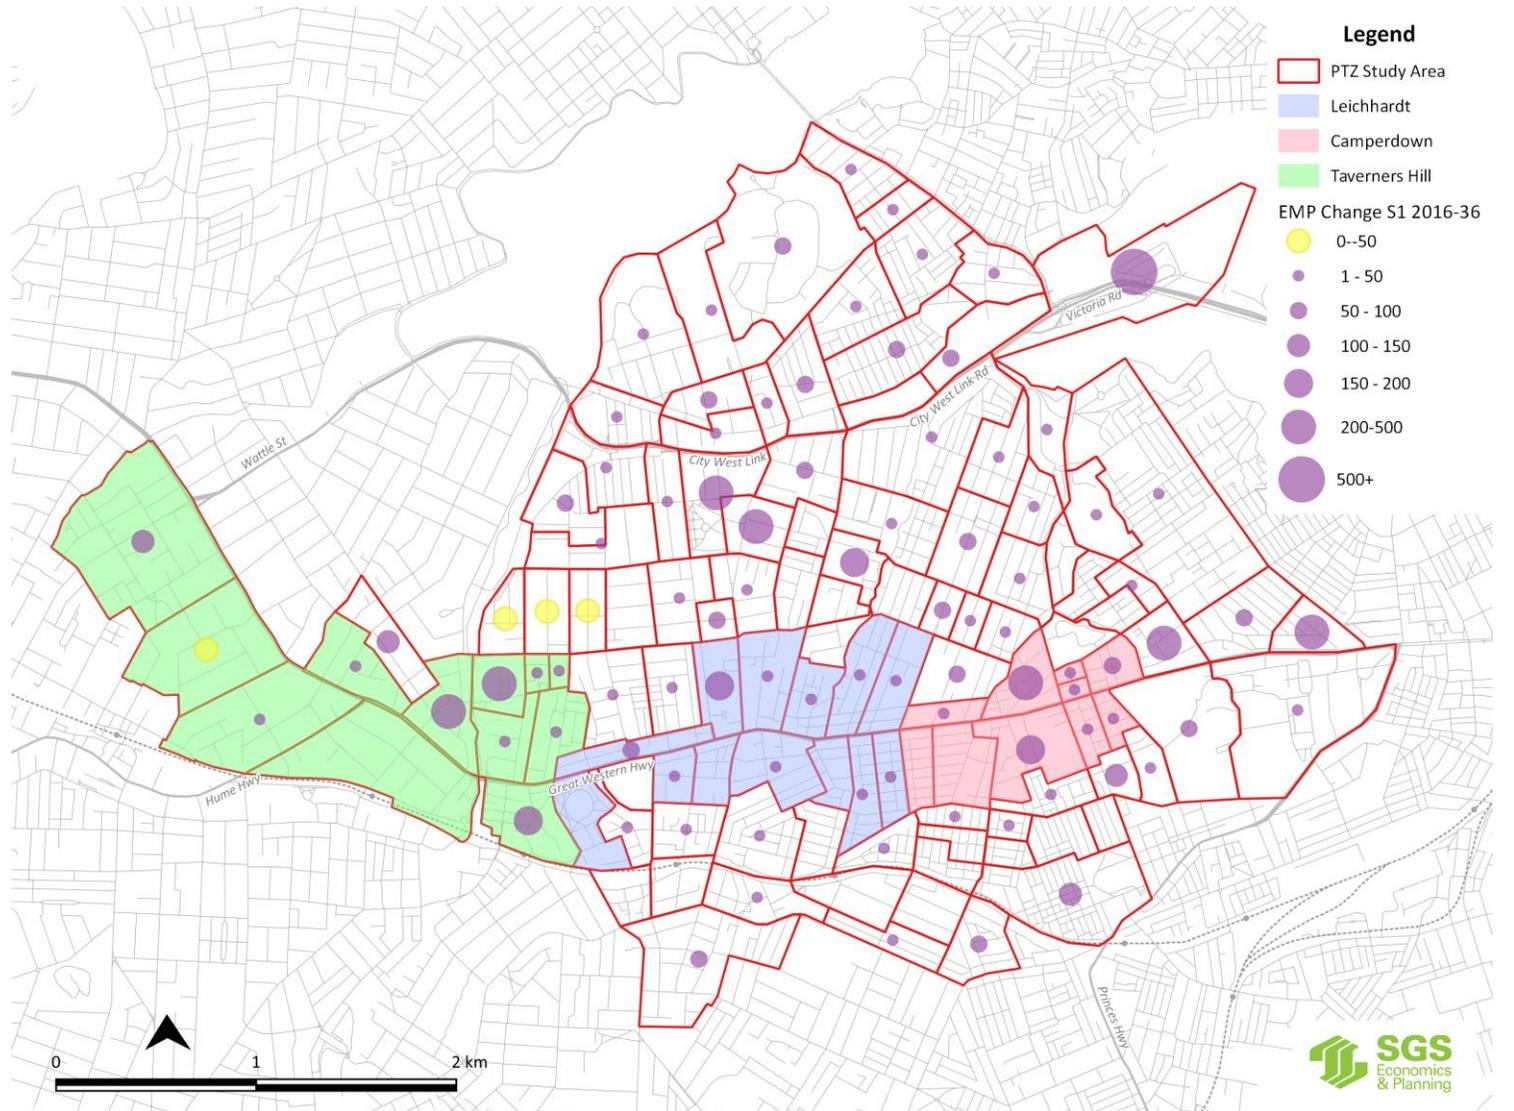 Legend
PTZ Study Area
Leichhardt
Camperdown
Taverners Hill
EMP Change S1 2016-36
0--50
1 - 50
50 - 100
100 - 150
150 - 200
200-500
500+
Victoria Rd
City West Link Rd
Wattle St
City West Link
Great Western Hwy
Hume Hwy
Princes Hwy
0 1 2 km
SGS
Economics
& Planning